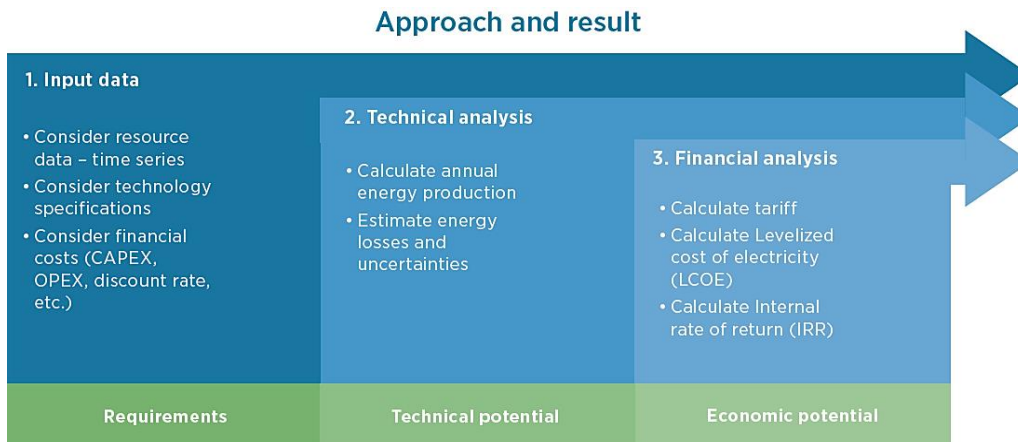 Approach and result
1. Input data
• Consider resource
data – time series
• Consider technology
specifications
• Consider financial
costs (CAPEX,
OPEX, discount rate,
etc.)
2. Technical analysis
• Calculate annual
energy production
• Estimate energy
losses and
uncertainties
3. Financial analysis
• Calculate tariff
• Calculate Levelized
cost of electricity
(LCOE)
• Calculate Internal
rate of return (IRR)
Requirements
Technical potential
Economic potential